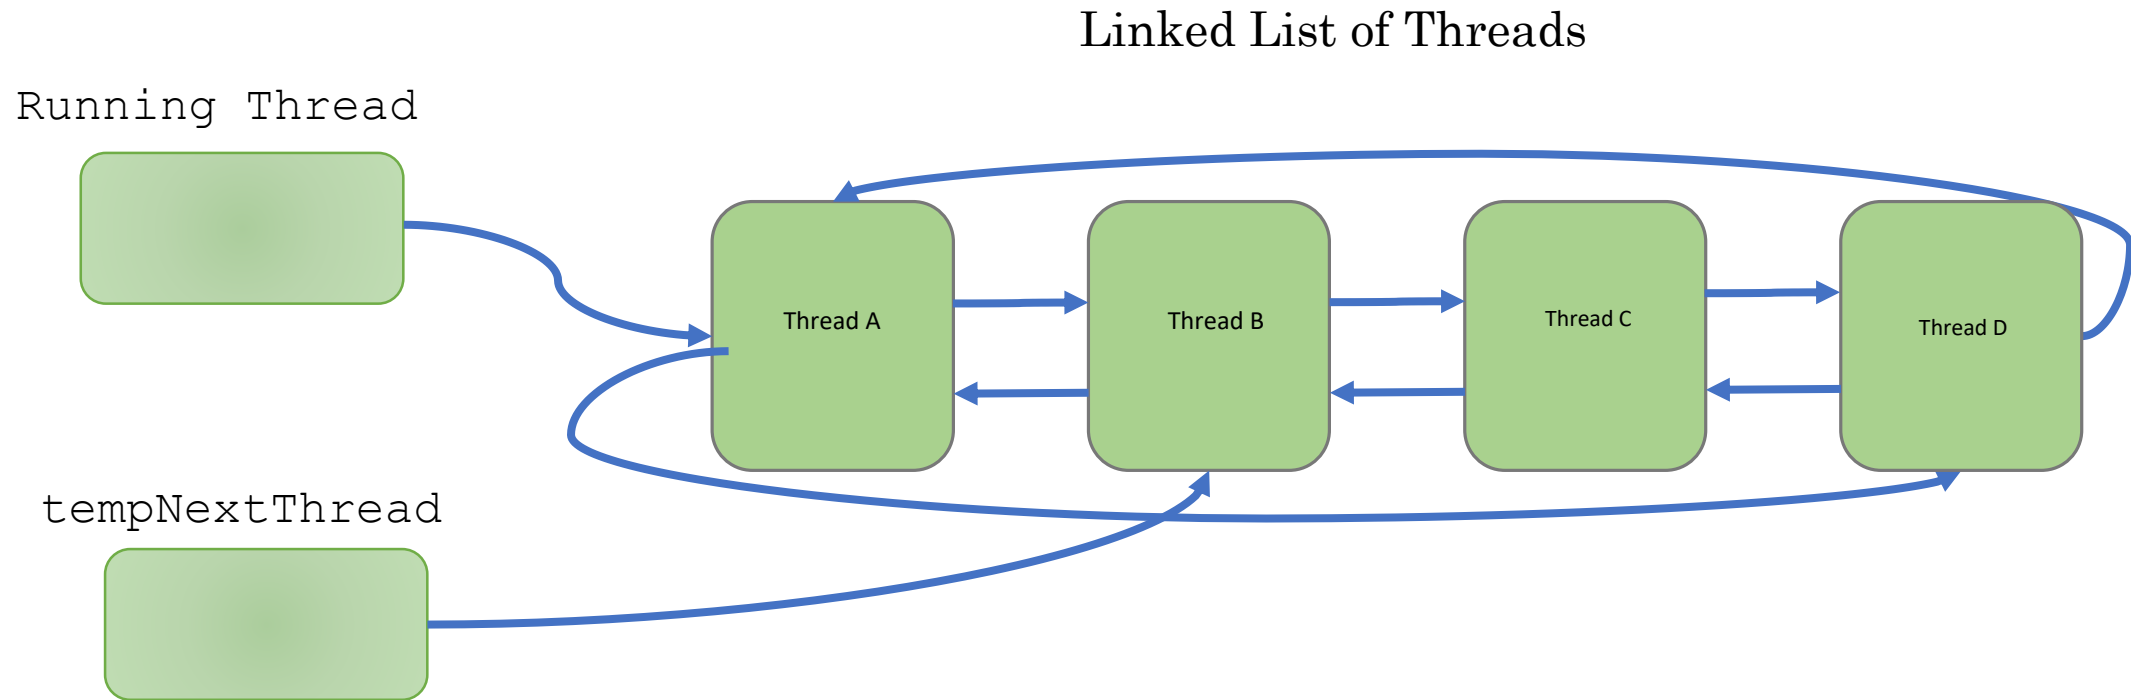 Linked List of Threads
Running Thread
Thread A
Thread B
Thread C
Thread D
tempNextThread